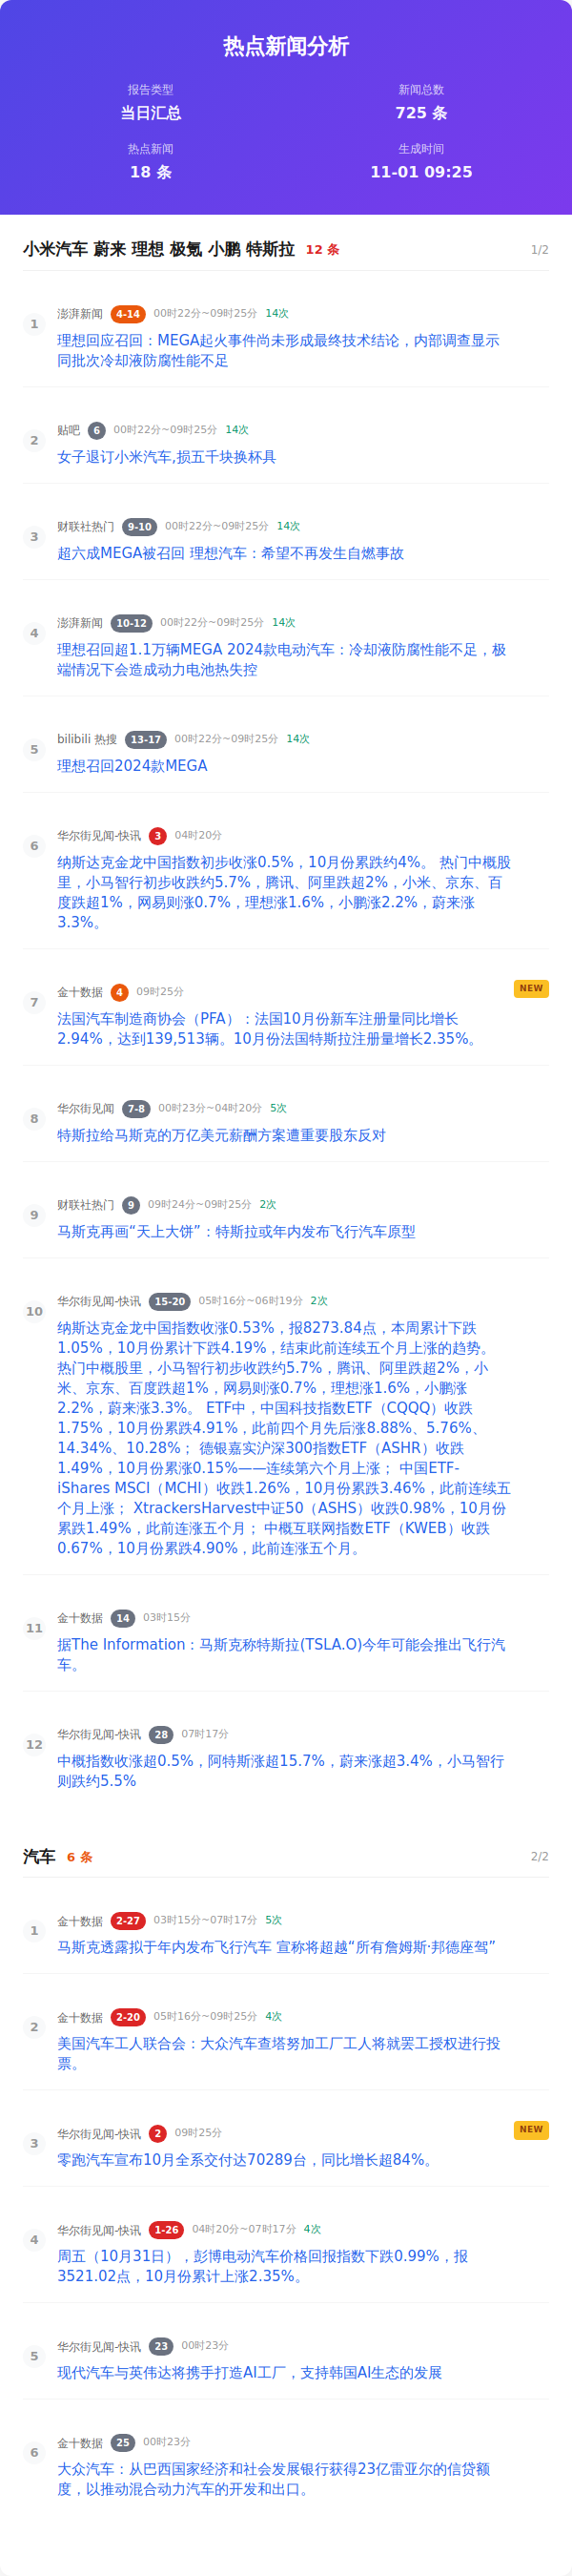 热点新闻分析
报告类型
当日汇总
新闻总数
725 条
热点新闻
18 条
生成时间
11-01 09:25
小米汽车 蔚来 理想 极氪 小鹏 特斯拉 12 条 1/2
1
澎湃新闻 4-14 00时22分~09时25分 14次
理想回应召回：MEGA起火事件尚未形成最终技术结论，内部调查显示
同批次冷却液防腐性能不足
2
贴吧 6 00时22分~09时25分 14次
女子退订小米汽车,损五千块换杯具
3
财联社热门 9-10 00时22分~09时25分 14次
超六成MEGA被召回 理想汽车：希望不再发生自燃事故
4
澎湃新闻 10-12 00时22分~09时25分 14次
理想召回超1.1万辆MEGA 2024款电动汽车：冷却液防腐性能不足，极
端情况下会造成动力电池热失控
5
bilibili 热搜 13-17 00时22分~09时25分 14次
理想召回2024款MEGA
6
华尔街见闻-快讯 3 04时20分
纳斯达克金龙中国指数初步收涨0.5%，10月份累跌约4%。 热门中概股
里，小马智行初步收跌约5.7%，腾讯、阿里跌超2%，小米、京东、百
度跌超1%，网易则涨0.7%，理想涨1.6%，小鹏涨2.2%，蔚来涨
3.3%。
7
金十数据 4 09时25分 NEW
法国汽车制造商协会（PFA）：法国10月份新车注册量同比增长
2.94%，达到139,513辆。10月份法国特斯拉注册量增长2.35%。
8
华尔街见闻 7-8 00时23分~04时20分 5次
特斯拉给马斯克的万亿美元薪酬方案遭重要股东反对
9
财联社热门 9 09时24分~09时25分 2次
马斯克再画“天上大饼”：特斯拉或年内发布飞行汽车原型
10
华尔街见闻-快讯 15-20 05时16分~06时19分 2次
纳斯达克金龙中国指数收涨0.53%，报8273.84点，本周累计下跌
1.05%，10月份累计下跌4.19%，结束此前连续五个月上涨的趋势。
热门中概股里，小马智行初步收跌约5.7%，腾讯、阿里跌超2%，小
米、京东、百度跌超1%，网易则涨0.7%，理想涨1.6%，小鹏涨
2.2%，蔚来涨3.3%。 ETF中，中国科技指数ETF（CQQQ）收跌
1.75%，10月份累跌4.91%，此前四个月先后涨8.88%、5.76%、
14.34%、10.28%； 德银嘉实沪深300指数ETF（ASHR）收跌
1.49%，10月份累涨0.15%——连续第六个月上涨； 中国ETF-
iShares MSCI（MCHI）收跌1.26%，10月份累跌3.46%，此前连续五
个月上涨； XtrackersHarvest中证50（ASHS）收跌0.98%，10月份
累跌1.49%，此前连涨五个月； 中概互联网指数ETF（KWEB）收跌
0.67%，10月份累跌4.90%，此前连涨五个月。
11
金十数据 14 03时15分
据The Information：马斯克称特斯拉(TSLA.O)今年可能会推出飞行汽
车。
12
华尔街见闻-快讯 28 07时17分
中概指数收涨超0.5%，阿特斯涨超15.7%，蔚来涨超3.4%，小马智行
则跌约5.5%
汽车 6 条 2/2
1
金十数据 2-27 03时15分~07时17分 5次
马斯克透露拟于年内发布飞行汽车 宣称将超越“所有詹姆斯·邦德座驾”
2
金十数据 2-20 05时16分~09时25分 4次
美国汽车工人联合会：大众汽车查塔努加工厂工人将就罢工授权进行投
票。
3
华尔街见闻-快讯 2 09时25分 NEW
零跑汽车宣布10月全系交付达70289台，同比增长超84%。
4
华尔街见闻-快讯 1-26 04时20分~07时17分 4次
周五（10月31日），彭博电动汽车价格回报指数下跌0.99%，报
3521.02点，10月份累计上涨2.35%。
5
华尔街见闻-快讯 23 00时23分
现代汽车与英伟达将携手打造AI工厂，支持韩国AI生态的发展
6
金十数据 25 00时23分
大众汽车：从巴西国家经济和社会发展银行获得23亿雷亚尔的信贷额
度，以推动混合动力汽车的开发和出口。